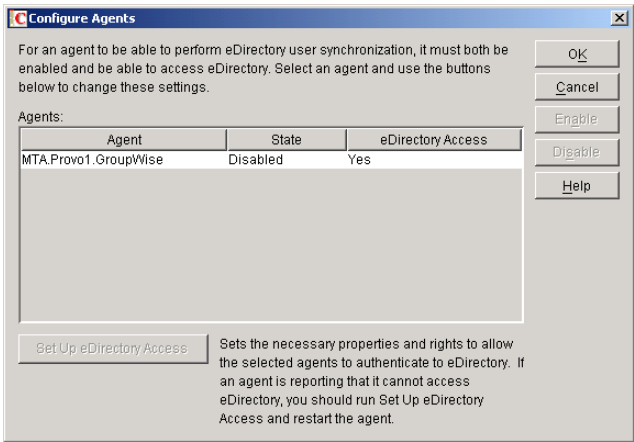 Configure Agents
For an agent to be able to perform eDirectory user synchronization, it must both be
enabled and be able to access eDirectory. Select an agent and use the buttons
below to change these settings.
OK
Cancel
Enable
Disable
Help
Agents:
Agent State eDirectory Access
MTA.Provo1.GroupWise Disabled Yes
Set Up eDirectory Access
Sets the necessary properties and rights to allow
the selected agents to authenticate to eDirectory. If
an agent is reporting that it cannot access
eDirectory, you should run Set Up eDirectory
Access and restart the agent.